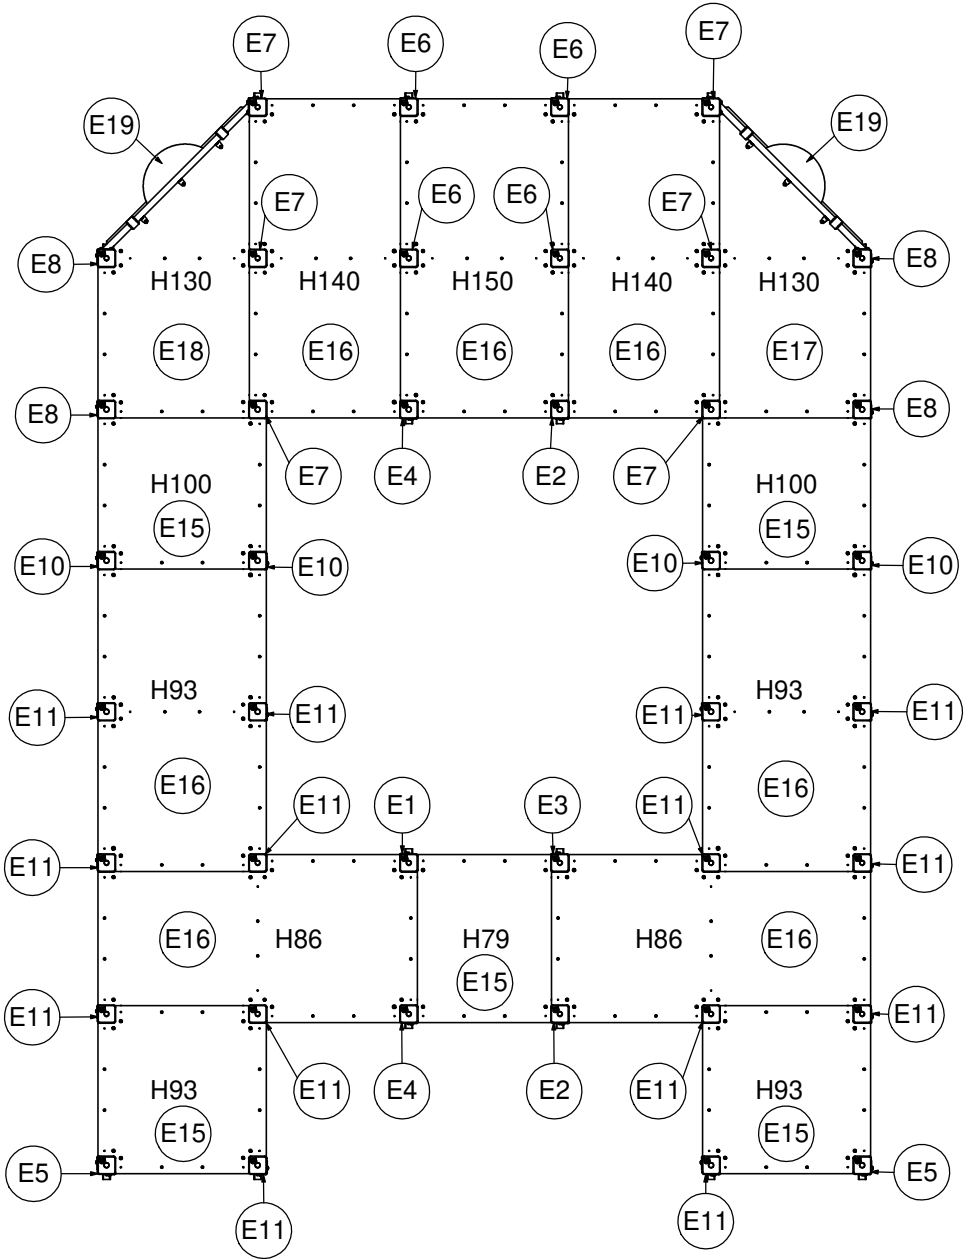 E7 E6 E6 E7
E19 E19
E7 E6 E6 E7
E8 E8
H130 H140 H150 H140 H130
E18 E16 E16 E16 E17
E8 E8
E7 E4 E2 E7
H100 H100
E15 E15
E10 E10 E10 E10
H93 H93
E11 E11 E11 E11
E16 E16
E11 E1 E3 E11
E11 E11
E16 H86 H79 H86 E16
E15
E11 E11
E11 E4 E2 E11
H93 H93
E15 E15
E5 E5
E11 E11